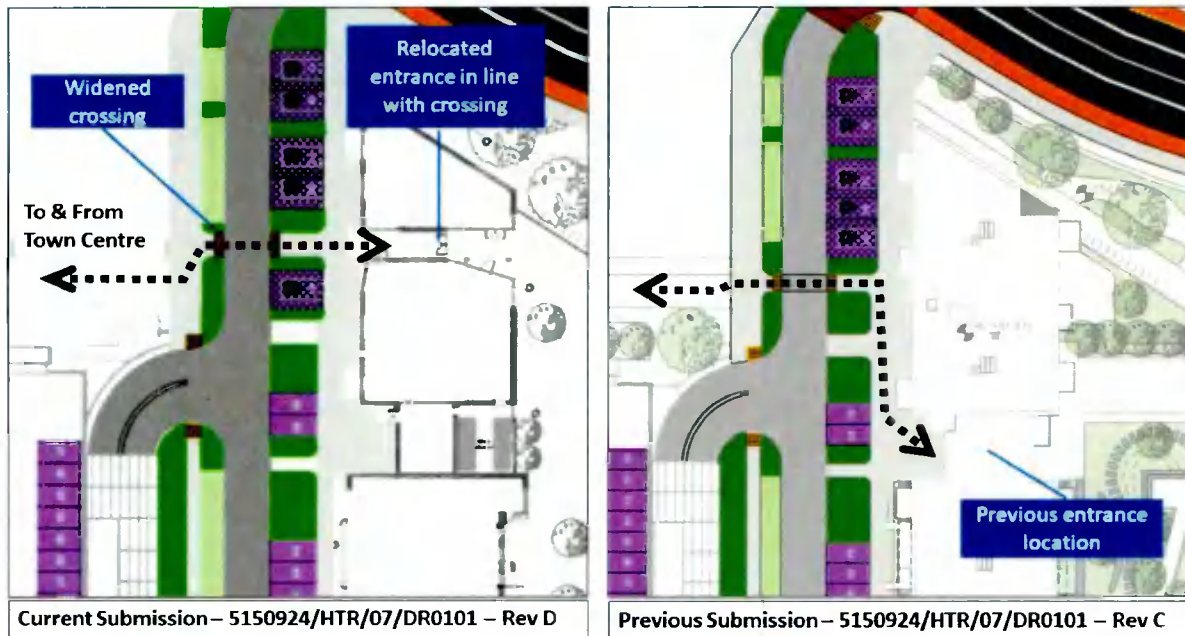 Widened
crossing
Relocated
entrance in line
with crossing
To & From
Town Centre
Current Submission – 5150924/HTR/07/DR0101 – Rev D
Previous entrance
location
Previous Submission – 5150924/HTR/07/DR0101 – Rev C